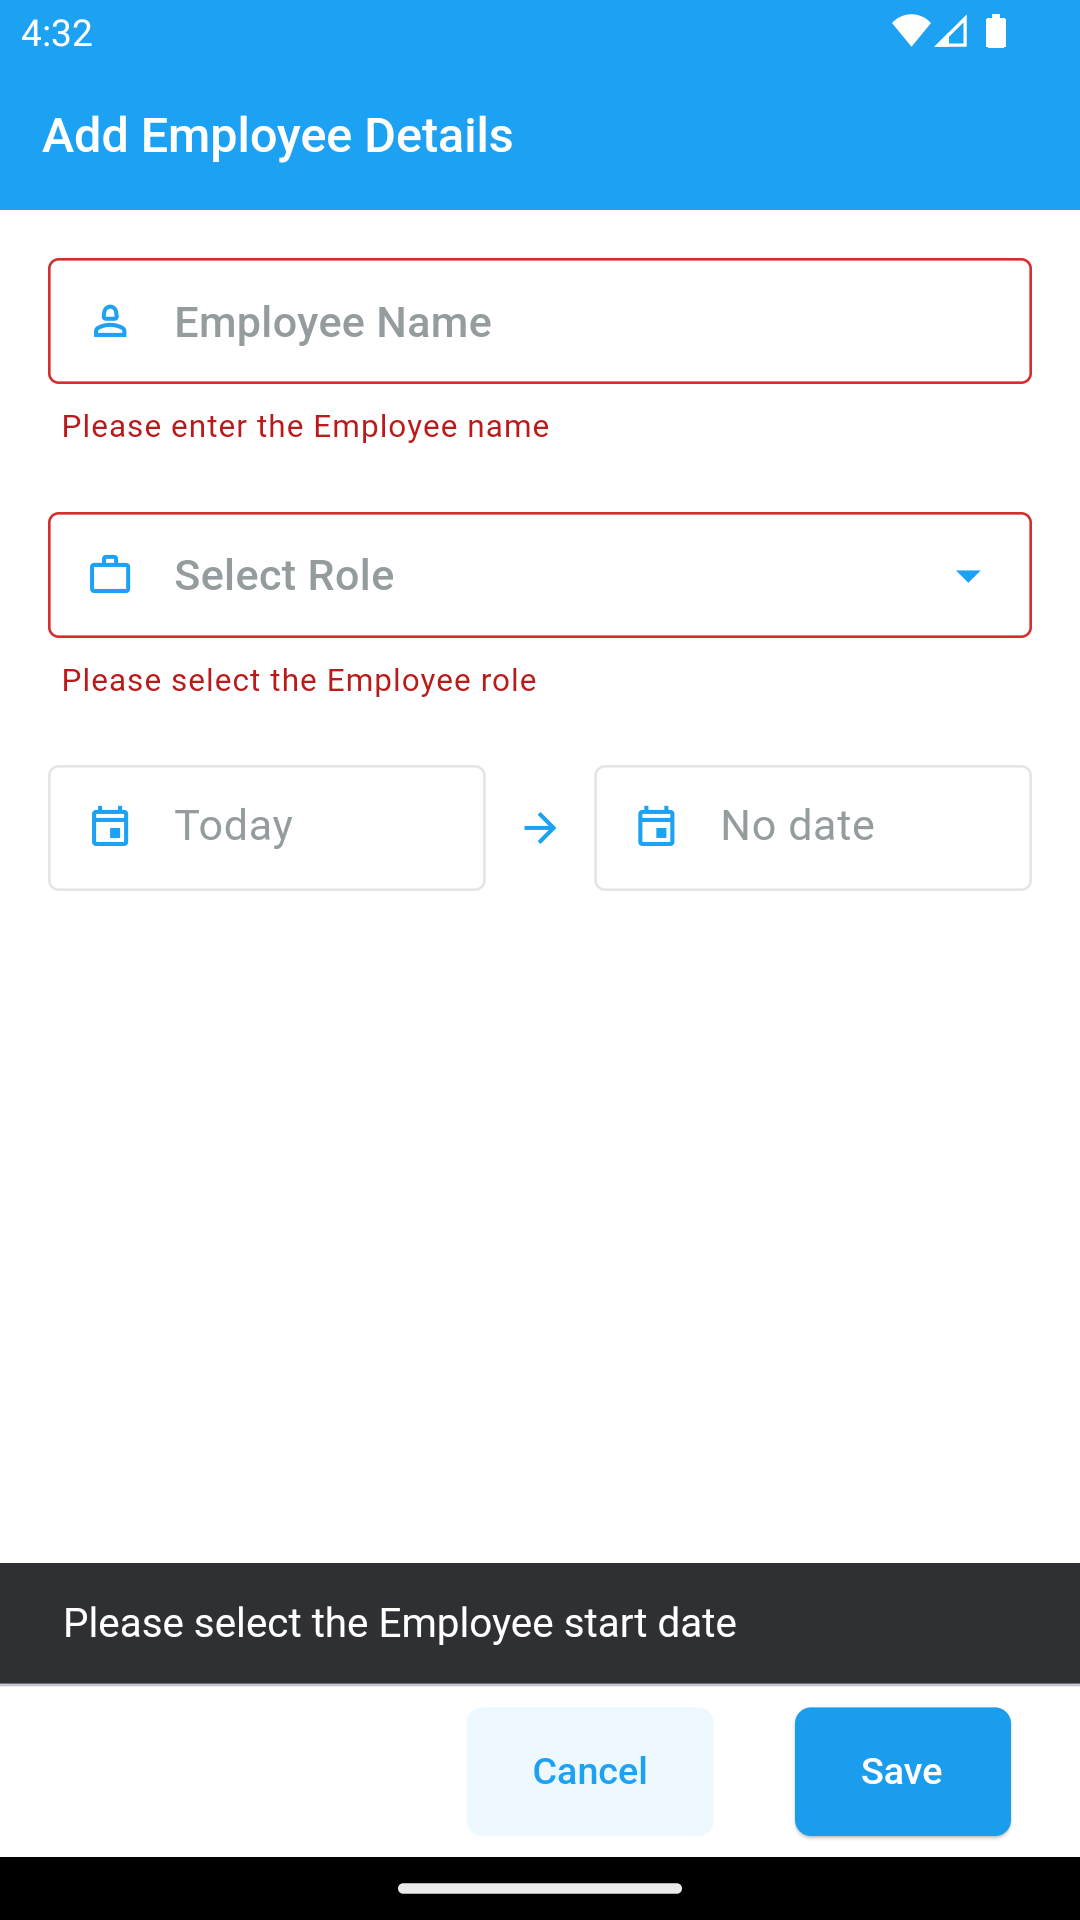 4:32
Add Employee Details
Employee Name
Please enter the Employee name
Select Role
Please select the Employee role
Today
No date
Please select the Employee start date
Cancel
Save